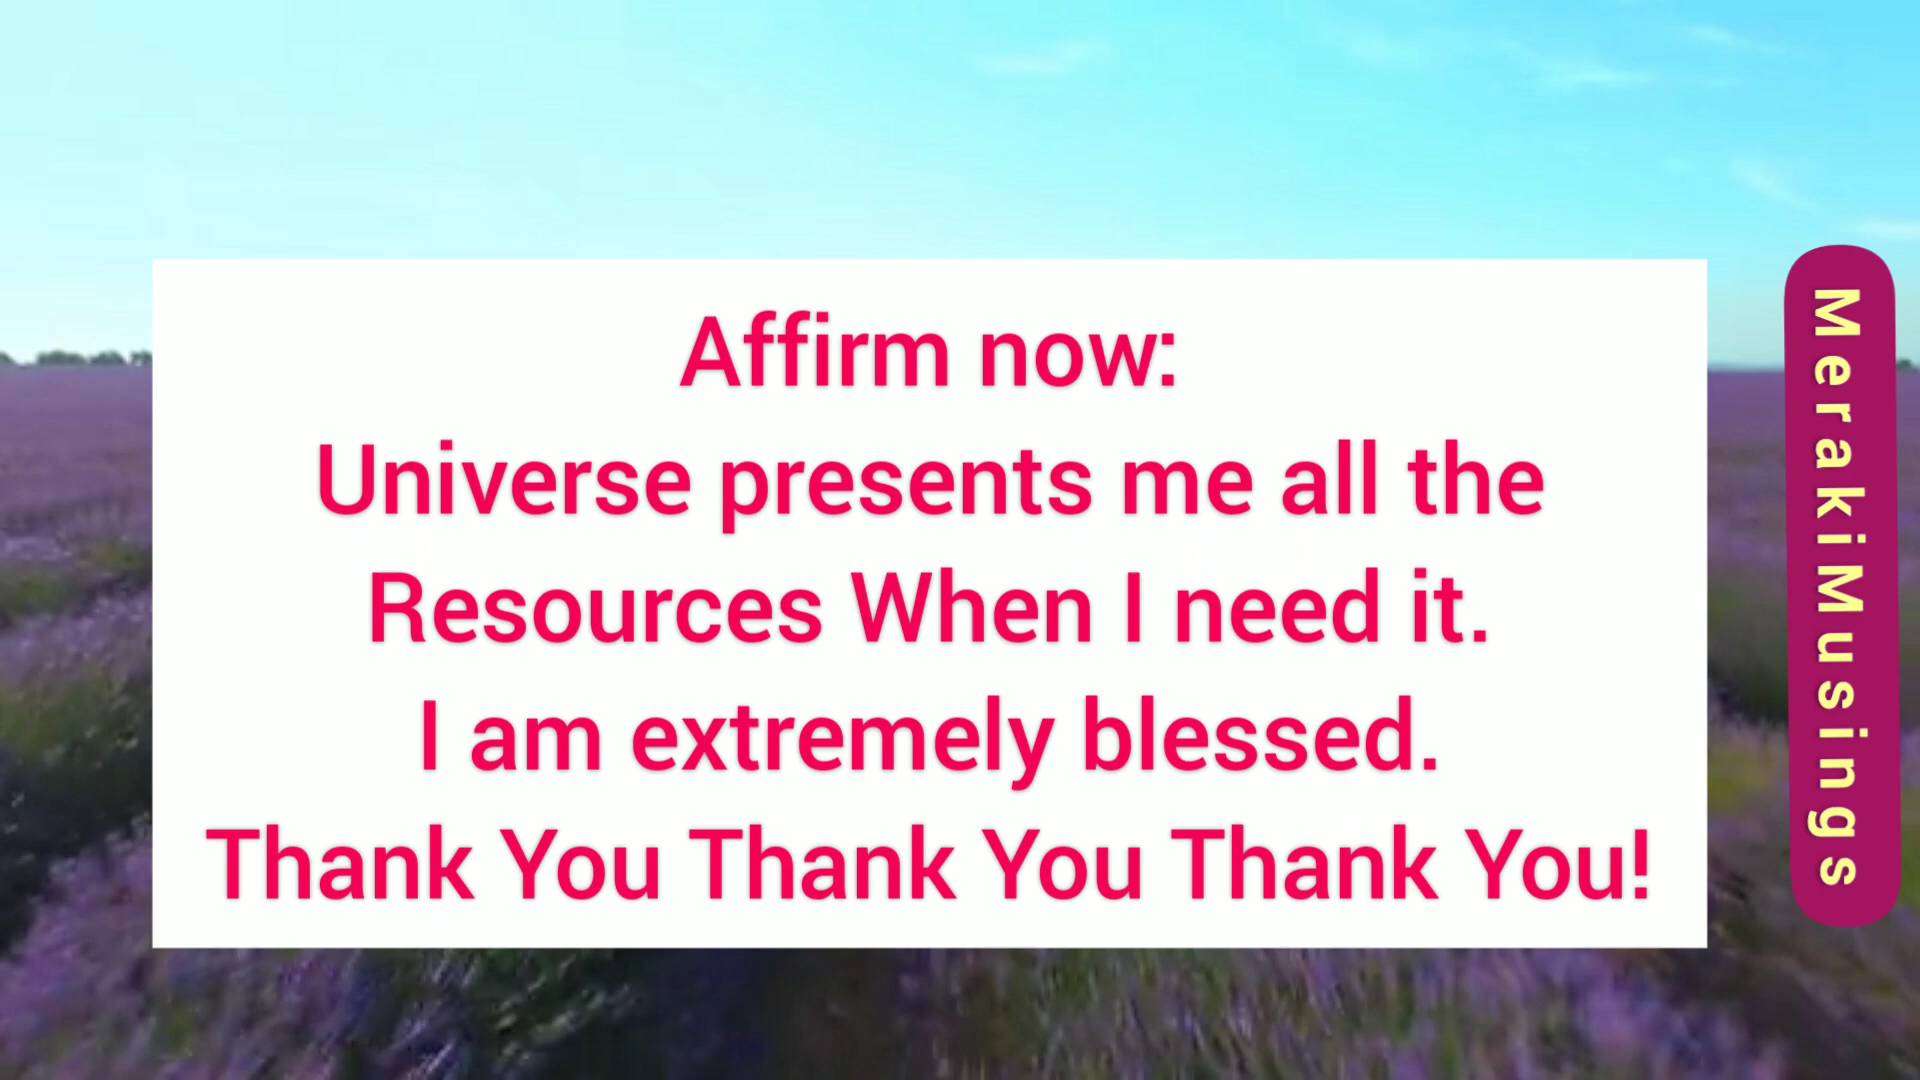 Affirm now:
Universe presents me all the
Resources When I need it.
I am extremely blessed.
Thank You Thank You Thank You!
MerakiMusings